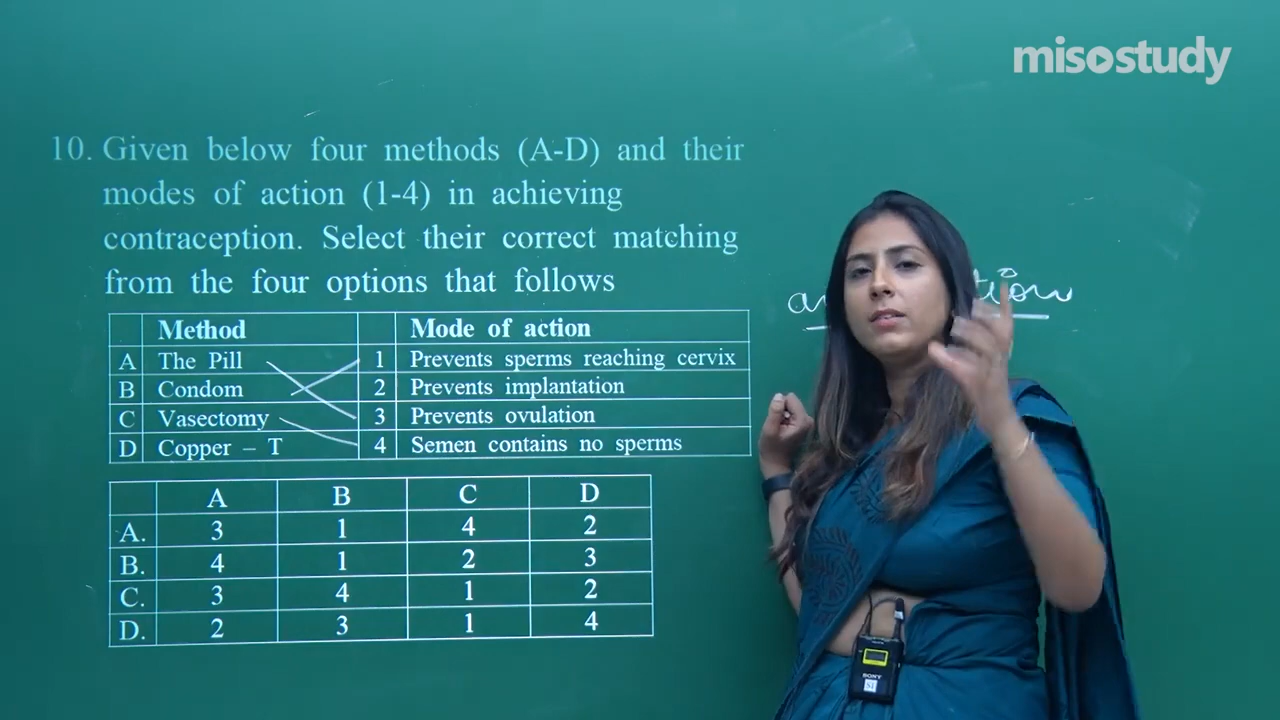 misostudy
10. Given below four methods (A-D) and their
modes of action (1-4) in achieving
contraception. Select their correct matching
from the four options that follows
Method Mode of action
A The Pill 1 Prevents sperms reaching cervix
B Condom 2 Prevents implantation
C Vasectomy 3 Prevents ovulation
D Copper – T 4 Semen contains no sperms
A B C D
A. 3 1 4 2
B. 4 1 2 3
C. 3 4 1 2
D. 2 3 1 4
SONY